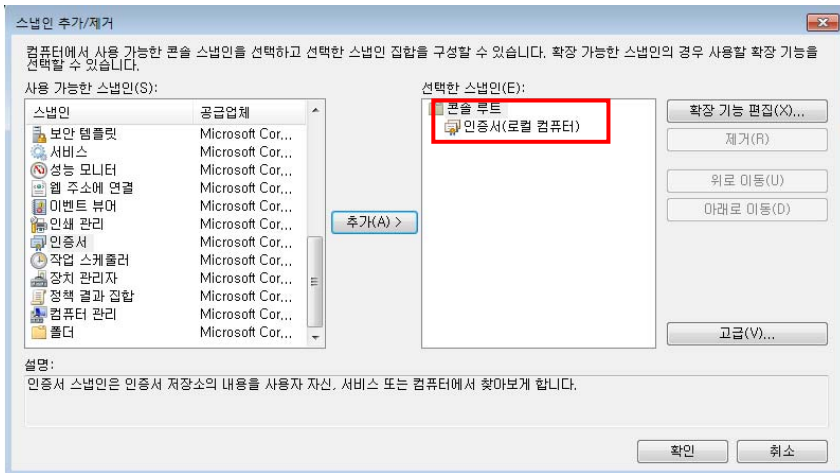 스냅인 추가/제거
컴퓨터에서 사용 가능한 콘솔 스냅인을 선택하고 선택한 스냅인 집합을 구성할 수 있습니다. 확장 가능한 스냅인의 경우 사용할 확장 기능을
선택할 수 있습니다.
사용 가능한 스냅인(S):
스냅인 공급업체
보안 템플릿 Microsoft Cor...
서비스 Microsoft Cor...
성능 모니터 Microsoft Cor...
웹 주소에 연결 Microsoft Cor...
이벤트 뷰어 Microsoft Cor...
인쇄 관리 Microsoft Cor...
인증서 Microsoft Cor...
작업 스케줄러 Microsoft Cor...
장치 관리자 Microsoft Cor...
정책 결과 집합 Microsoft Cor...
컴퓨터 관리 Microsoft Cor...
폴더 Microsoft Cor...
추가(A) >
선택한 스냅인(E):
콘솔 루트
인증서(로컬 컴퓨터)
확장 기능 편집(X)...
제거(R)
위로 이동(U)
아래로 이동(D)
고급(V)...
설명:
인증서 스냅인은 인증서 저장소의 내용을 사용자 자신, 서비스 또는 컴퓨터에서 찾아보게 합니다.
확인 취소